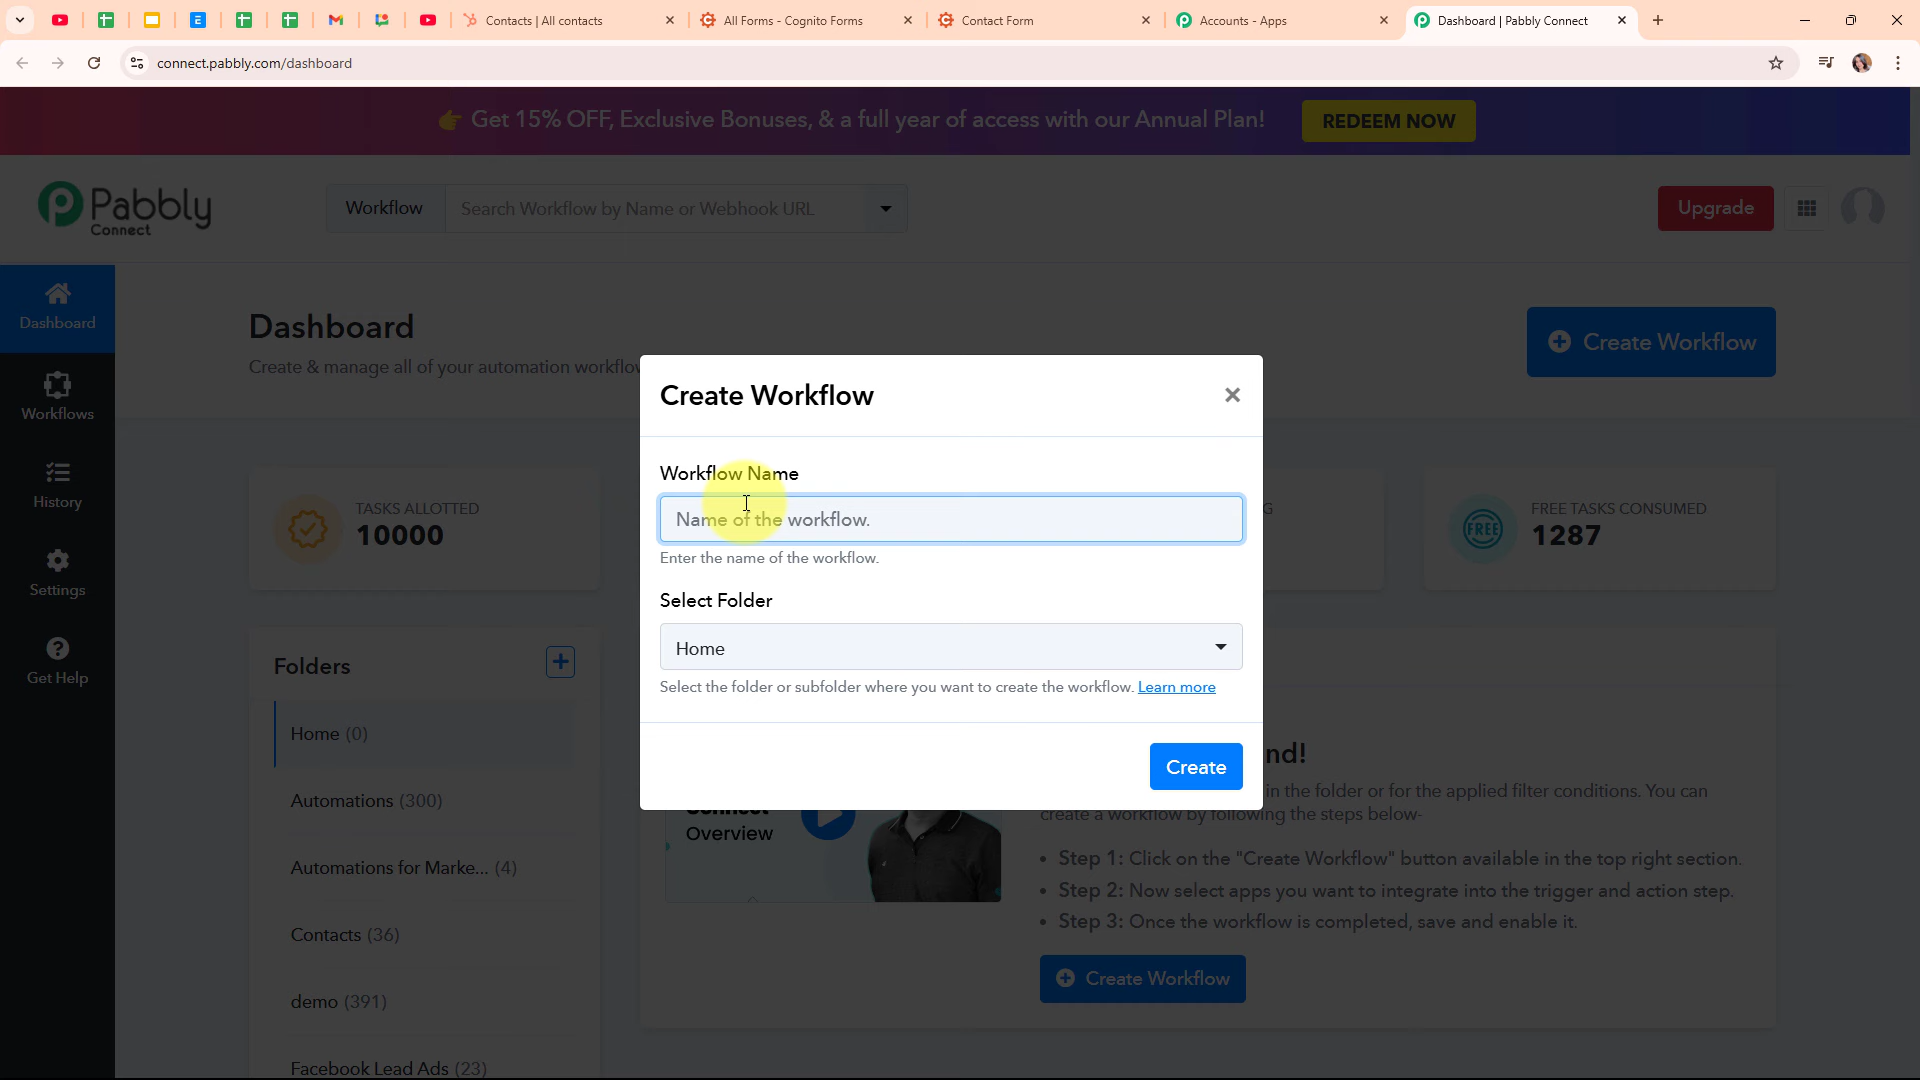 Contacts | All contacts
All Forms - Cognito Forms
Contact Form
Accounts - Apps
Dashboard | Pabbly Connect
connect.pabbly.com/dashboard
👉 Get 15% OFF, Exclusive Bonuses, & a full year of access with our Annual Plan!
REDEEM NOW
Pabbly
Connect
Workflow
Search Workflow by Name or Webhook URL
Upgrade
Dashboard
Workflows
History
Settings
Get Help
Dashboard
Create & manage all of your automation workflo
Create Workflow
TASKS ALLOTTED
10000
G
FREE TASKS CONSUMED
FREE
1287
Folders
Home (0)
Automations (300)
Automations for Marke... (4)
Contacts (36)
demo (391)
Facebook Lead Ads (23)
Create Workflow
Workflow Name
Name of the workflow.
Enter the name of the workflow.
Select Folder
Home
Select the folder or subfolder where you want to create the workflow. Learn more
Create
Overview
nd!
in the folder or for the applied filter conditions. You can
create a workflow by following the steps below-
• Step 1: Click on the "Create Workflow" button available in the top right section.
• Step 2: Now select apps you want to integrate into the trigger and action step.
• Step 3: Once the workflow is completed, save and enable it.
Create Workflow